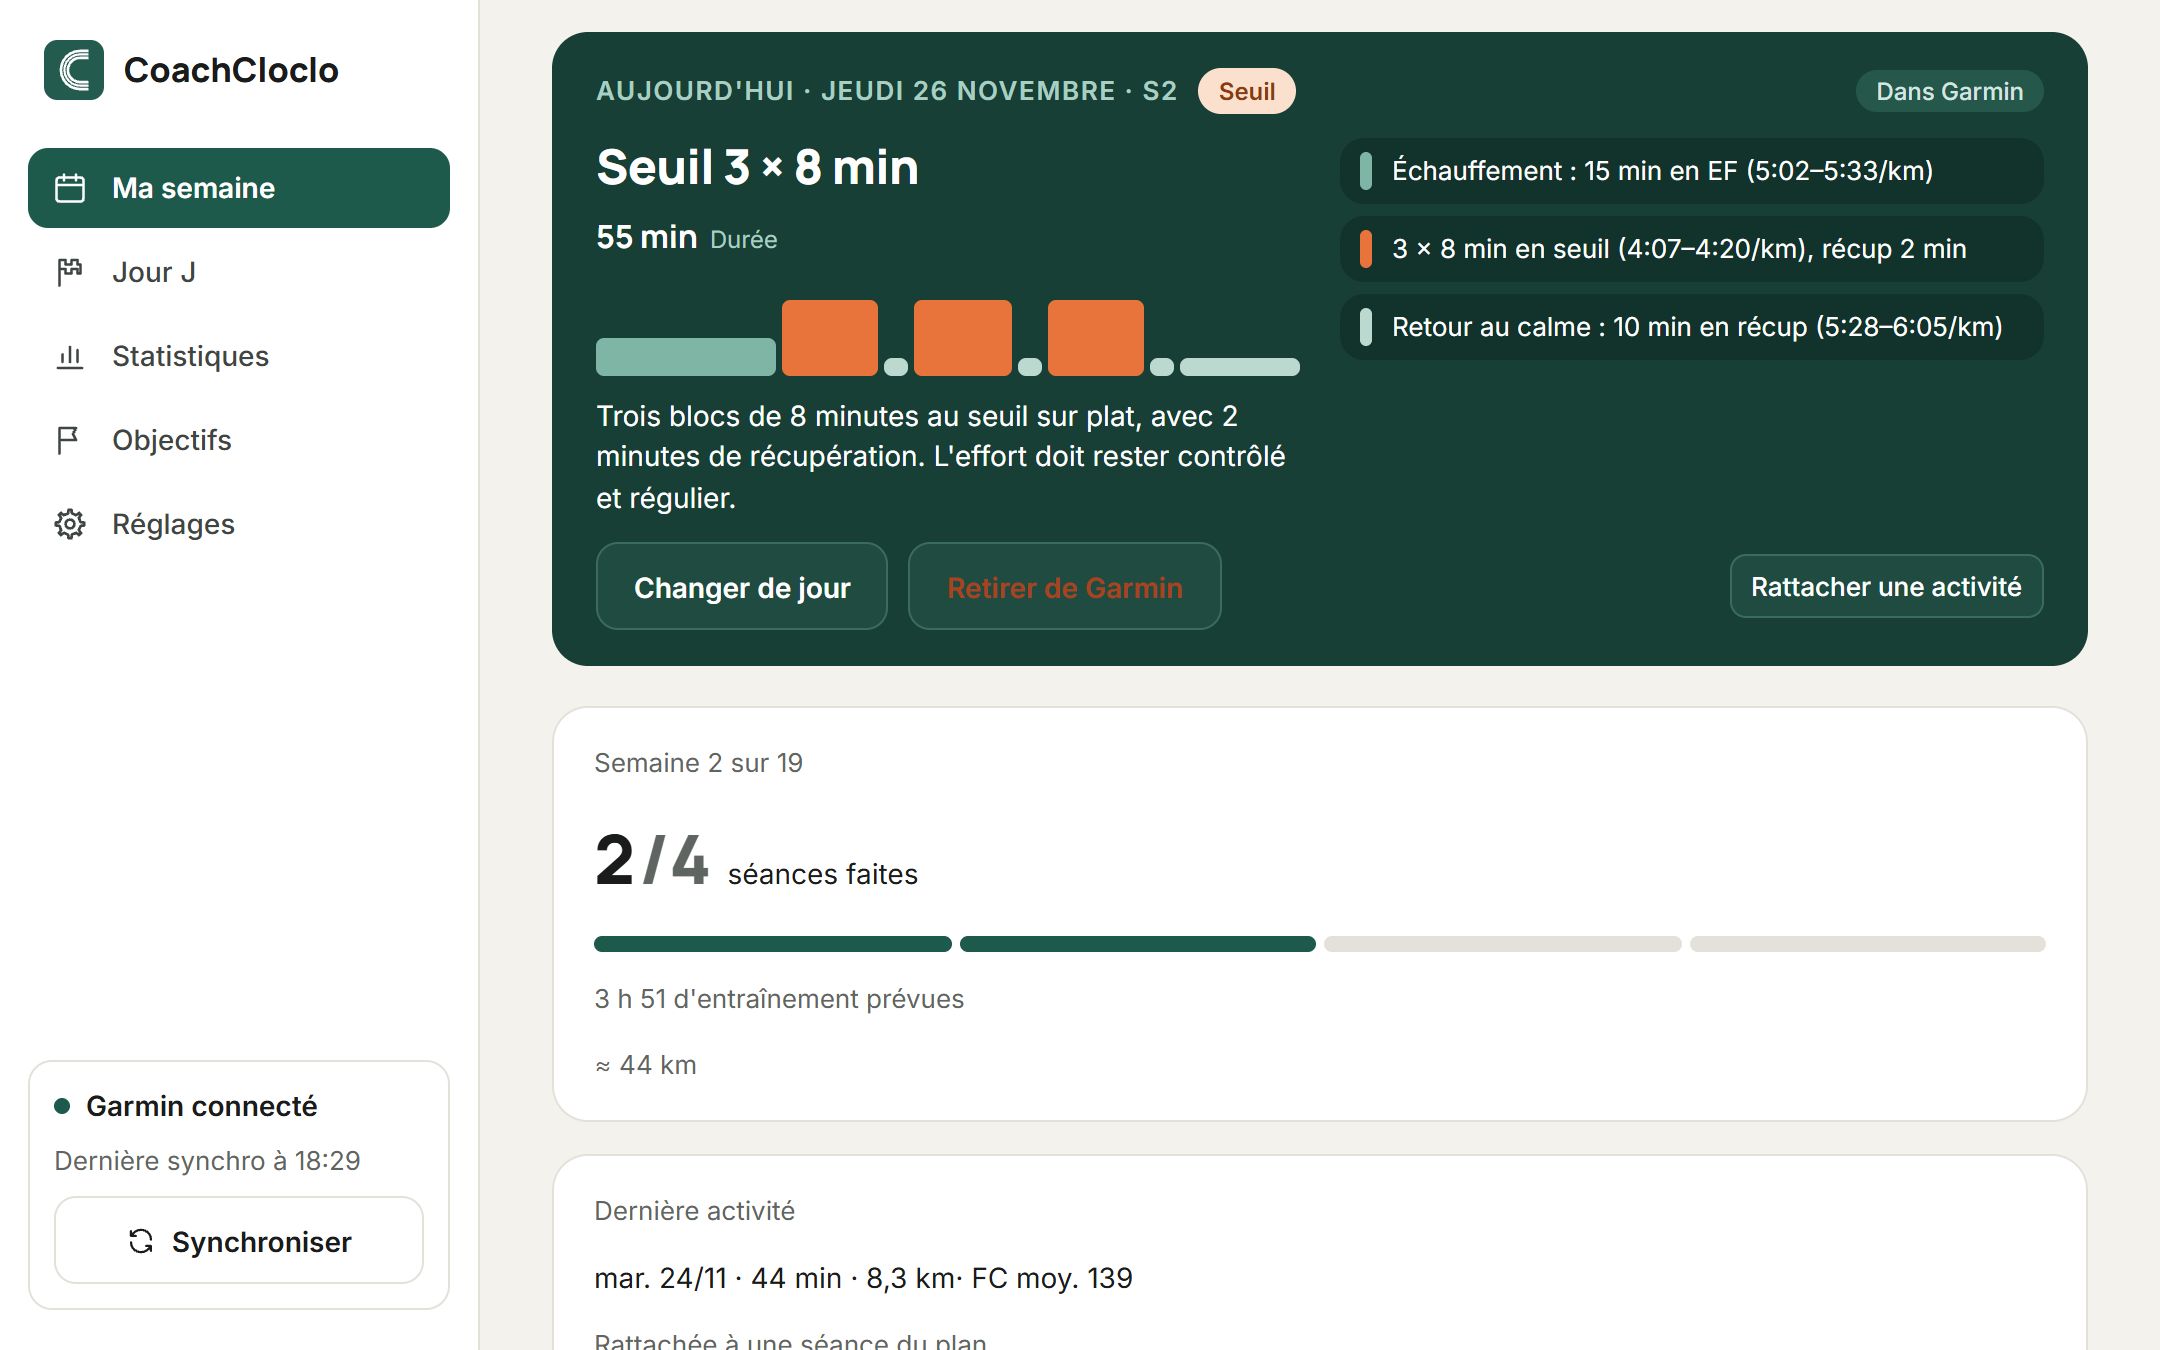 CoachCloclo
Ma semaine
Jour J
Statistiques
Objectifs
Réglages
Garmin connecté
Dernière synchro à 18:29
Synchroniser
AUJOURD'HUI · JEUDI 26 NOVEMBRE · S2
Seuil
Dans Garmin
Seuil 3 × 8 min
55 min Durée
Échauffement : 15 min en EF (5:02–5:33/km)
3 × 8 min en seuil (4:07–4:20/km), récup 2 min
Retour au calme : 10 min en récup (5:28–6:05/km)
Trois blocs de 8 minutes au seuil sur plat, avec 2
minutes de récupération. L'effort doit rester contrôlé
et régulier.
Changer de jour
Retirer de Garmin
Rattacher une activité
Semaine 2 sur 19
2/4 séances faites
3 h 51 d'entraînement prévues
≈ 44 km
Dernière activité
mar. 24/11 · 44 min · 8,3 km· FC moy. 139
Rattachée à une séance du plan